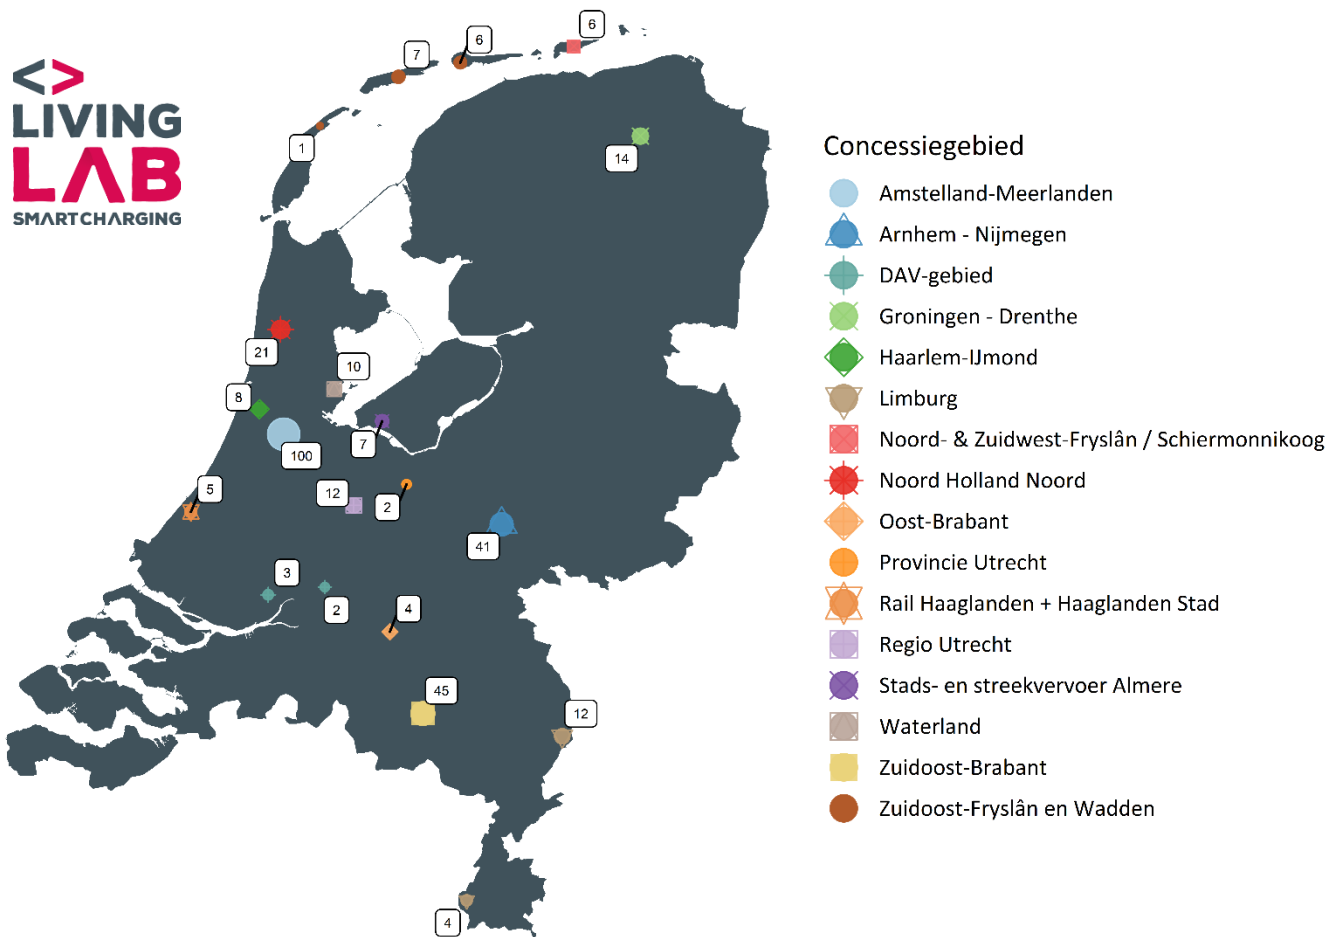 <>
LIVING
LAB
SMARTCHARGING
6
6
7
1
14
21
10
8
100
7
5
12
2
41
3
2
4
45
12
4
Concessiegebied
Amstelland-Meerlanden
Arnhem - Nijmegen
DAV-gebied
Groningen - Drenthe
Haarlem-IJmond
Limburg
Noord- & Zuidwest-Fryslân / Schiermonnikoog
Noord Holland Noord
Oost-Brabant
Provincie Utrecht
Rail Haaglanden + Haaglanden Stad
Regio Utrecht
Stads- en streekvervoer Almere
Waterland
Zuidoost-Brabant
Zuidoost-Fryslân en Wadden